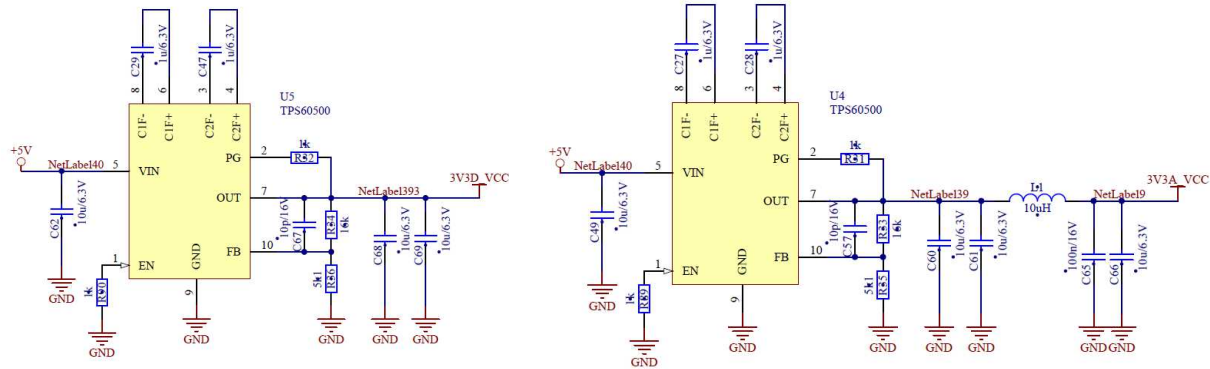 C29
1u/6.3V
C47
1u/6.3V
8
6
3
4
U5
TPS60500
C1F-
C1F+
C2F-
C2F+
+5V
NetLabel40
5
VIN
PG
2
1k
R32
OUT
7
NetLabel393
3V3D_VCC
C62
10u/6.3V
10p/16V
C67
R34
16k
C68
10u/6.3V
C69
10u/6.3V
FB
10
R36
5k1
GND
1
EN
GND
9
1k
R90
GND
GND
GND
GND
GND
C27
1u/6.3V
C28
1u/6.3V
8
6
3
4
U4
TPS60500
C1F-
C1F+
C2F-
C2F+
+5V
NetLabel40
5
VIN
PG
2
1k
R31
OUT
7
NetLabel39
L1
10uH
NetLabel9
3V3A_VCC
C49
10u/6.3V
10p/16V
C57
R33
16k
C60
10u/6.3V
C61
10u/6.3V
100n/16V
C65
C66
10u/6.3V
FB
10
5k1
R35
GND
1
EN
GND
9
1k
R89
GND
GND
GND
GND
GND
GND
GND